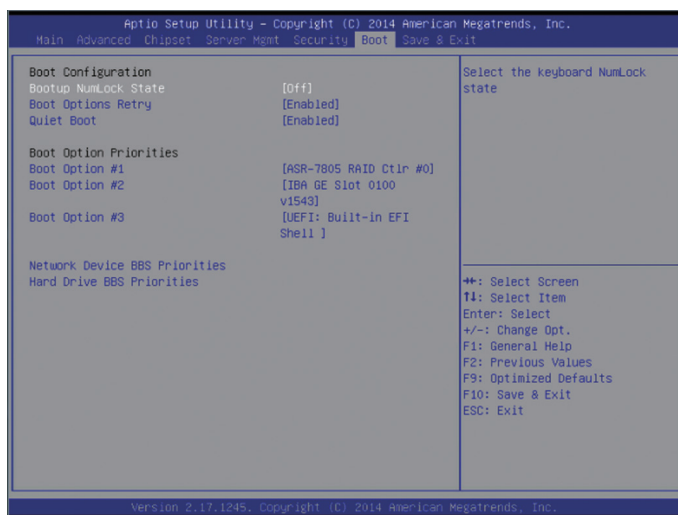 Aptio Setup Utility – Copyright (C) 2014 American Megatrends, Inc.
Main Advanced Chipset Server Mgmt Security Boot Save & Exit
Boot Configuration
Bootup NumLock State [Off]
Boot Options Retry [Enabled]
Quiet Boot [Enabled]
Boot Option Priorities
Boot Option #1 [ASR-7805 RAID Ctlr #0]
Boot Option #2 [IBA GE Slot 0100
v1543]
Boot Option #3 [UEFI: Built-in EFI
Shell ]
Network Device BBS Priorities
Hard Drive BBS Priorities
Select the keyboard NumLock
state
→←: Select Screen
↑↓: Select Item
Enter: Select
+/-: Change Opt.
F1: General Help
F2: Previous Values
F9: Optimized Defaults
F10: Save & Exit
ESC: Exit
Version 2.17.1245. Copyright (C) 2014 American Megatrends, Inc.